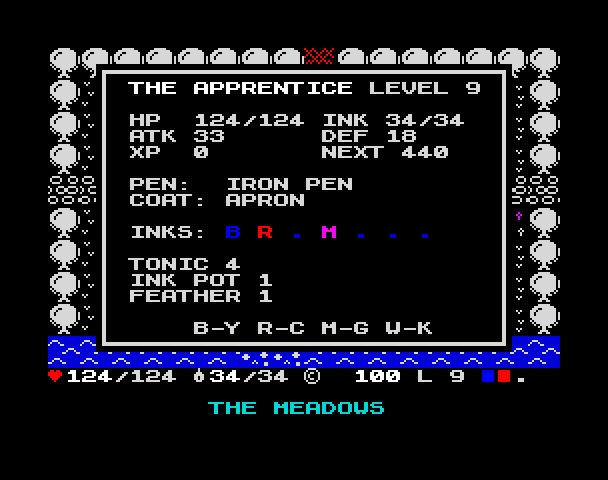 THE APPRENTICE LEVEL 9
HP 124/124 INK 34/34
ATK 33 DEF 18
XP 0 NEXT 440
PEN: IRON PEN
COAT: APRON
INKS: B R . M . . .
TONIC 4
INK POT 1
FEATHER 1
B-Y R-C M-G W-K
124/124 34/34 © 100 L 9 .
THE MEADOWS